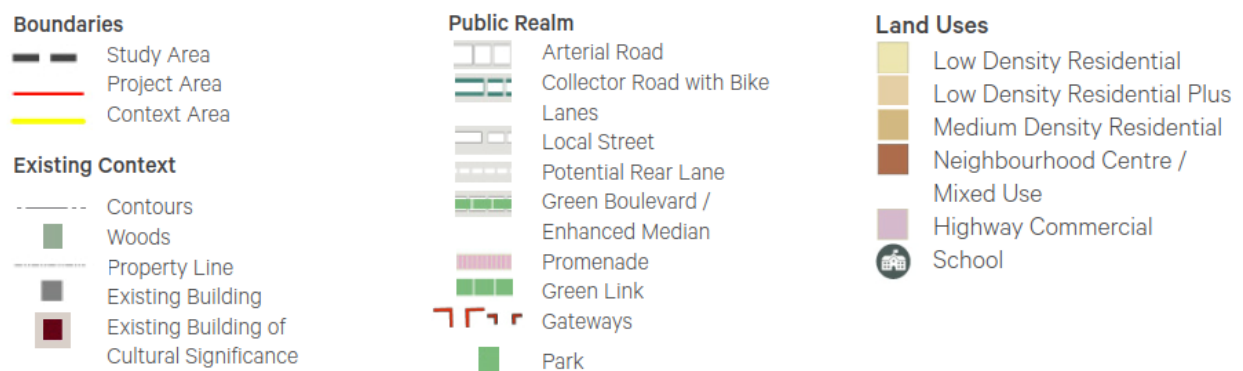 Boundaries
Study Area
Project Area
Context Area
Existing Context
Contours
Woods
Property Line
Existing Building
Existing Building of
Cultural Significance
Public Realm
Arterial Road
Collector Road with Bike
Lanes
Local Street
Potential Rear Lane
Green Boulevard /
Enhanced Median
Promenade
Green Link
Gateways
Park
Land Uses
Low Density Residential
Low Density Residential Plus
Medium Density Residential
Neighbourhood Centre /
Mixed Use
Highway Commercial
School